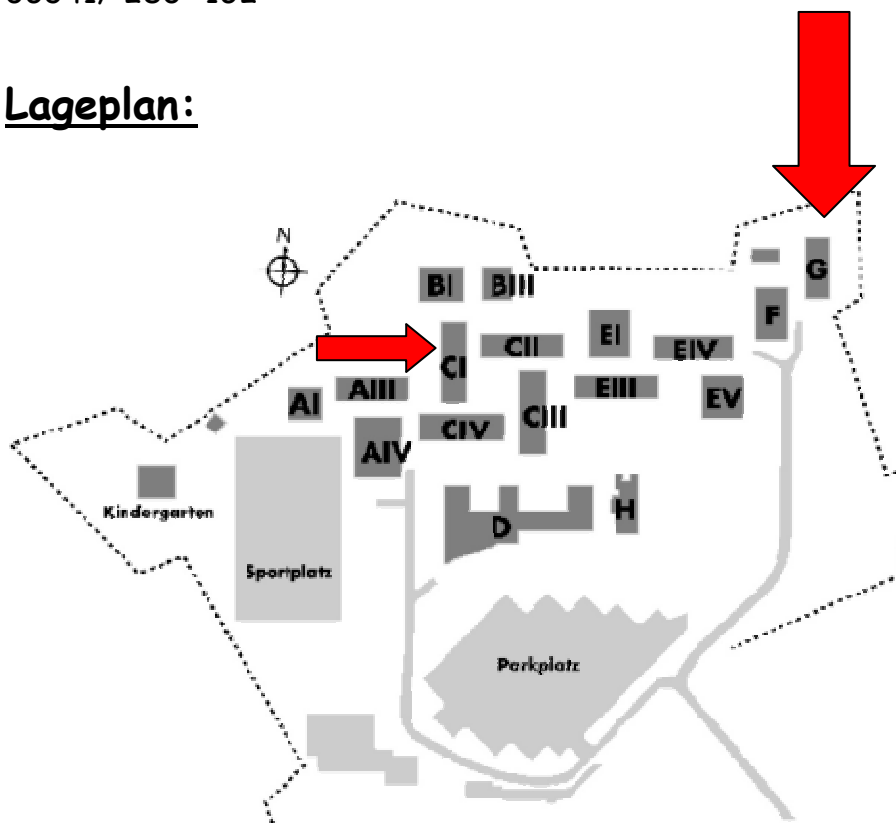 Lageplan:
N
G
BI
BIII
F
EI
CII
EIV
CI
AIII
EIII
EV
AI
CIII
CIV
AIV
Kindergarten
H
D
Sportplatz
Parkplatz